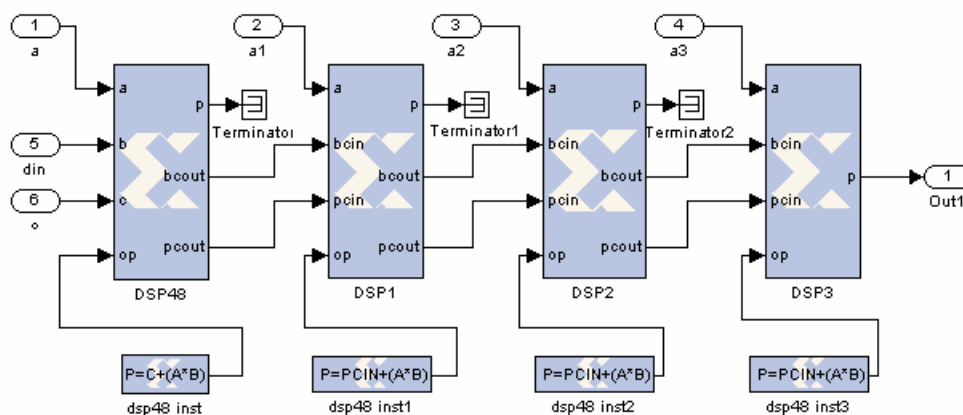 1
2
3
4
a
a1
a2
a3
a
a
a
a
p
p
p
Terminator
Terminator1
Terminator2
5
b
bcin
bcin
bcin
din
bcout
bcout
bcout
p
1
Out1
6
c
pcin
pcin
pcin
c
pcout
pcout
pcout
op
op
op
op
DSP48
DSP1
DSP2
DSP3
P=C+(A*B)
P=PCIN+(A*B)
P=PCIN+(A*B)
P=PCIN+(A*B)
dsp48 inst
dsp48 inst1
dsp48 inst2
dsp48 inst3